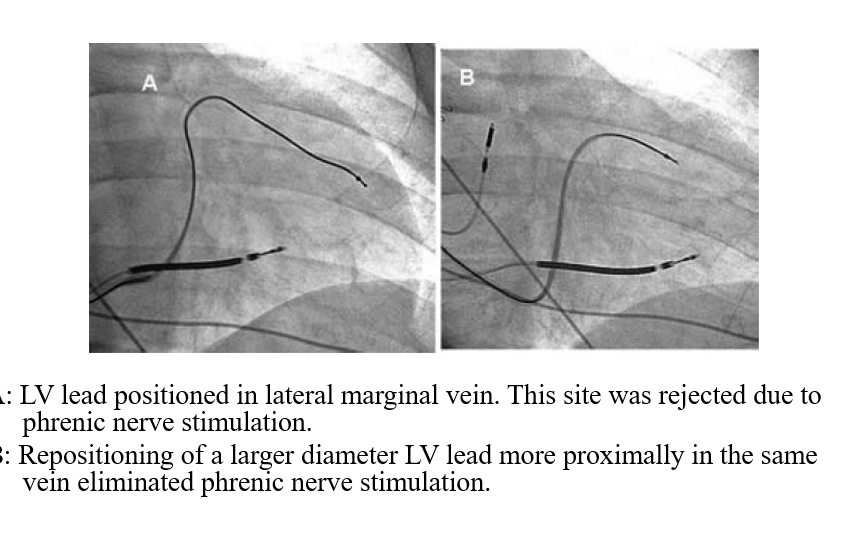 A
B
: LV lead positioned in lateral marginal vein. This site was rejected due to
phrenic nerve stimulation.
: Repositioning of a larger diameter LV lead more proximally in the same
vein eliminated phrenic nerve stimulation.